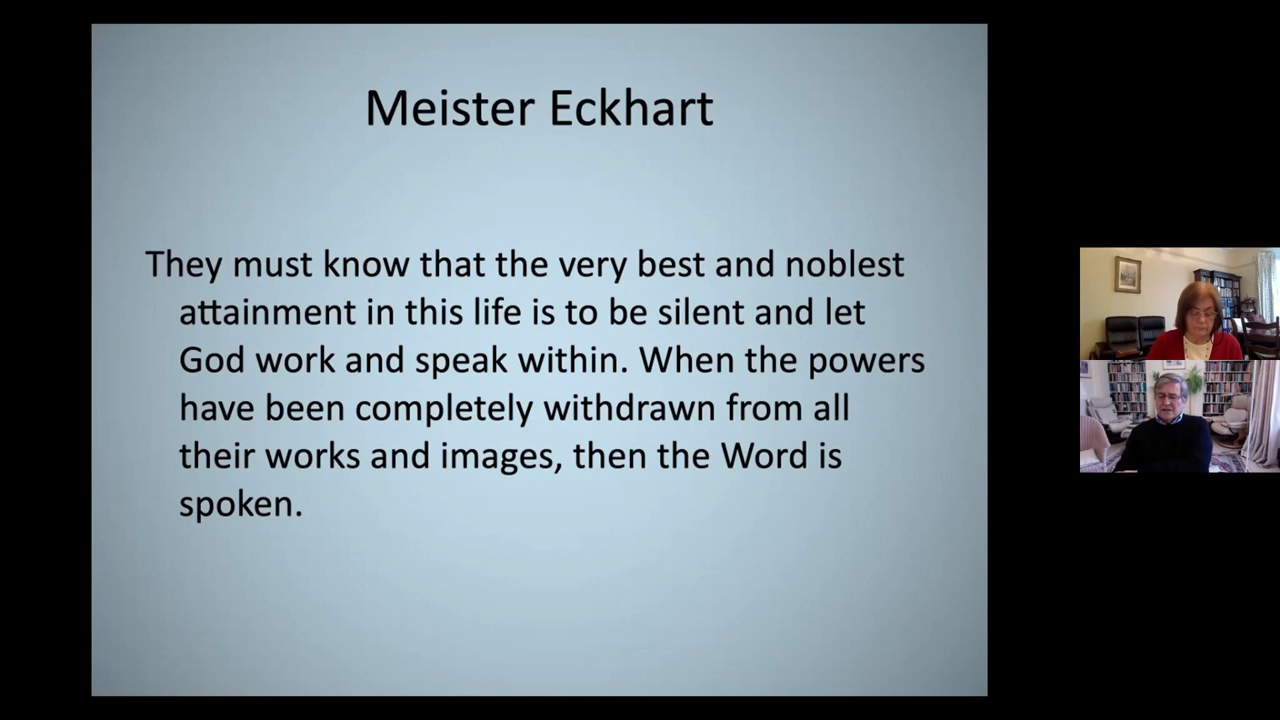 Meister Eckhart
They must know that the very best and noblest
attainment in this life is to be silent and let
God work and speak within. When the powers
have been completely withdrawn from all
their works and images, then the Word is
spoken.